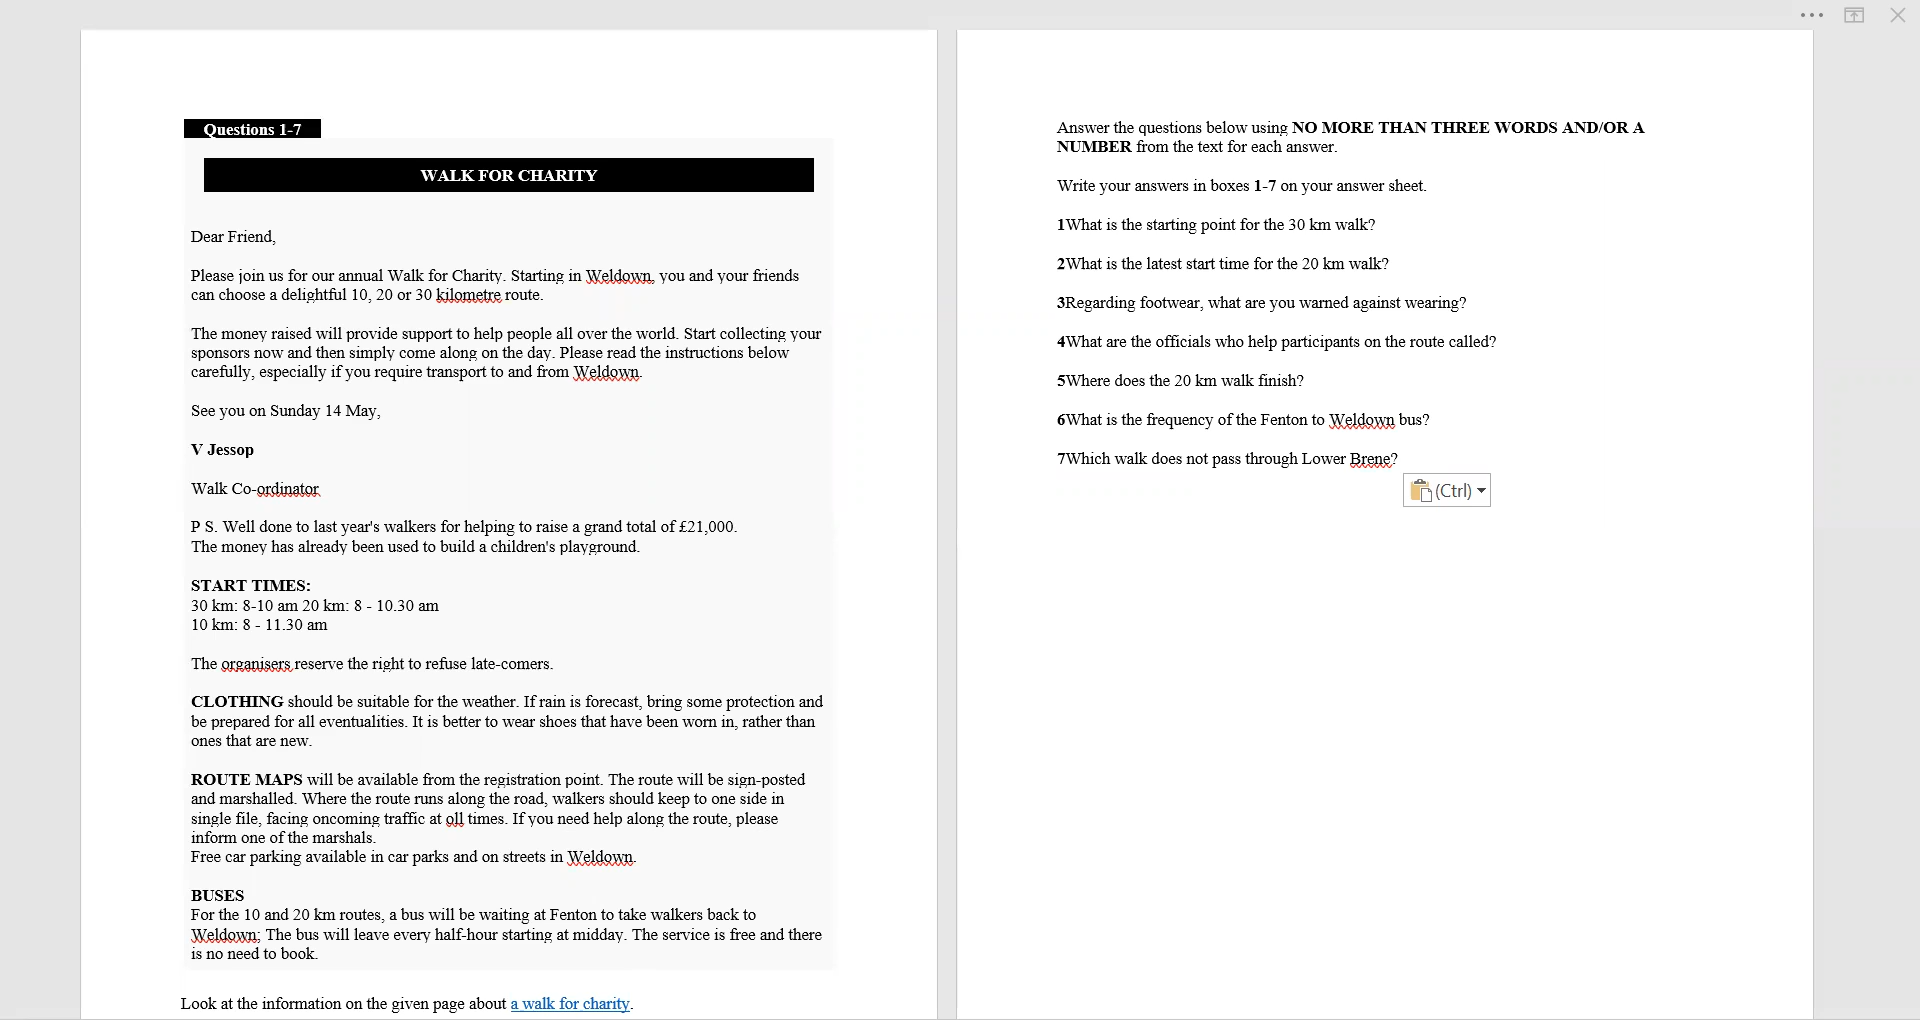 Questions 1-7
WALK FOR CHARITY
Dear Friend,
Please join us for our annual Walk for Charity. Starting in Weldown, you and your friends
can choose a delightful 10, 20 or 30 kilometre route.
The money raised will provide support to help people all over the world. Start collecting your
sponsors now and then simply come along on the day. Please read the instructions below
carefully, especially if you require transport to and from Weldown.
See you on Sunday 14 May,
V Jessop
Walk Co-ordinator
P S. Well done to last year's walkers for helping to raise a grand total of £21,000.
The money has already been used to build a children's playground.
START TIMES:
30 km: 8-10 am 20 km: 8 - 10.30 am
10 km: 8 - 11.30 am
The organisers reserve the right to refuse late-comers.
CLOTHING should be suitable for the weather. If rain is forecast, bring some protection and
be prepared for all eventualities. It is better to wear shoes that have been worn in, rather than
ones that are new.
ROUTE MAPS will be available from the registration point. The route will be sign-posted
and marshalled. Where the route runs along the road, walkers should keep to one side in
single file, facing oncoming traffic at oll times. If you need help along the route, please
inform one of the marshals.
Free car parking available in car parks and on streets in Weldown.
BUSES
For the 10 and 20 km routes, a bus will be waiting at Fenton to take walkers back to
Weldown; The bus will leave every half-hour starting at midday. The service is free and there
is no need to book.
Look at the information on the given page about a walk for charity.
Answer the questions below using NO MORE THAN THREE WORDS AND/OR A
NUMBER from the text for each answer.
Write your answers in boxes 1-7 on your answer sheet.
1What is the starting point for the 30 km walk?
2What is the latest start time for the 20 km walk?
3Regarding footwear, what are you warned against wearing?
4What are the officials who help participants on the route called?
5Where does the 20 km walk finish?
6What is the frequency of the Fenton to Weldown bus?
7Which walk does not pass through Lower Brene?
(Ctrl)